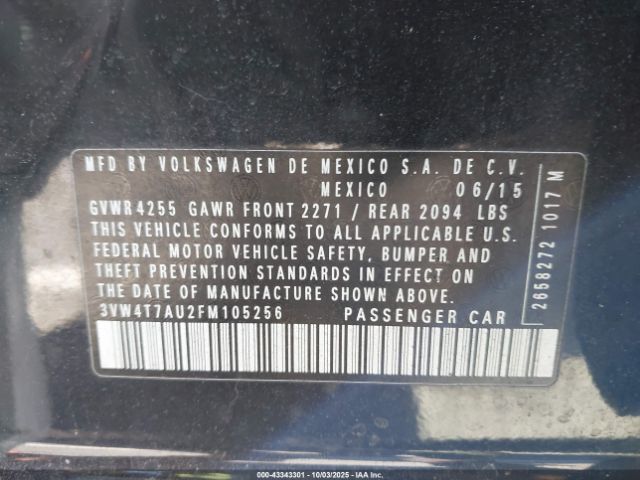 MFD BY VOLKSWAGEN DE MEXICO S.A. DE C.V.
MEXICO 06/15
GVWR 4255 GAWR FRONT 2271 / REAR 2094 LBS
THIS VEHICLE CONFORMS TO ALL APPLICABLE U.S.
FEDERAL MOTOR VEHICLE SAFETY, BUMPER AND
THEFT PREVENTION STANDARDS IN EFFECT ON
THE DATE OF MANUFACTURE SHOWN ABOVE.
3VW4T7AU2FM105256 PASSENGER CAR
2658272 1017 M
000-43343301 - 10/03/2025 - IAA Inc.